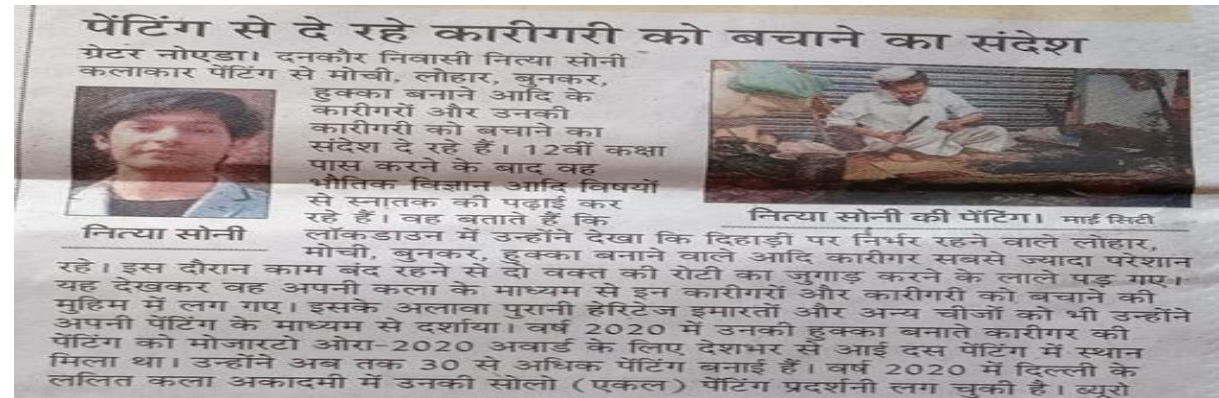 पेंटिंग से दे रहे कारीगरी को बचाने का संदेश
ग्रेटर नोएडा। दनकौर निवासी नित्या सोनी
कलाकार पेंटिंग से मोची, लोहार, बुनकर,
हुक्का बनाने आदि के
कारीगरों और उनकी
कारीगरी को बचाने का
संदेश दे रहे हैं। 12वीं कक्षा
पास करने के बाद वह
भौतिक विज्ञान आदि विषयों
से स्नातक की पढ़ाई कर
रहे हैं। वह बताते हैं कि
नित्या सोनी
नित्या सोनी की पेंटिंग। माई सिटी
लॉकडाउन में उन्होंने देखा कि दिहाड़ी पर निर्भर रहने वाले लोहार,
मोची, बुनकर, हुक्का बनाने वाले आदि कारीगर सबसे ज्यादा परेशान
रहे। इस दौरान काम बंद रहने से दो वक्त की रोटी का जुगाड़ करने के लाले पड़ गए।
यह देखकर वह अपनी कला के माध्यम से इन कारीगरों और कारीगरी को बचाने की
मुहिम में लग गए। इसके अलावा पुरानी हेरिटेज इमारतों और अन्य चीजों को भी उन्होंने
अपनी पेंटिंग के माध्यम से दर्शाया। वर्ष 2020 में उनकी हुक्का बनाते कारीगर की
पेंटिंग को मोजारटो ओरा-2020 अवार्ड के लिए देशभर से आई दस पेंटिंग में स्थान
मिला था। उन्होंने अब तक 30 से अधिक पेंटिंग बनाई हैं। वर्ष 2020 में दिल्ली के
ललित कला अकादमी में उनकी सोलो (एकल) पेंटिंग प्रदर्शनी लग चुकी है। ब्यूरो